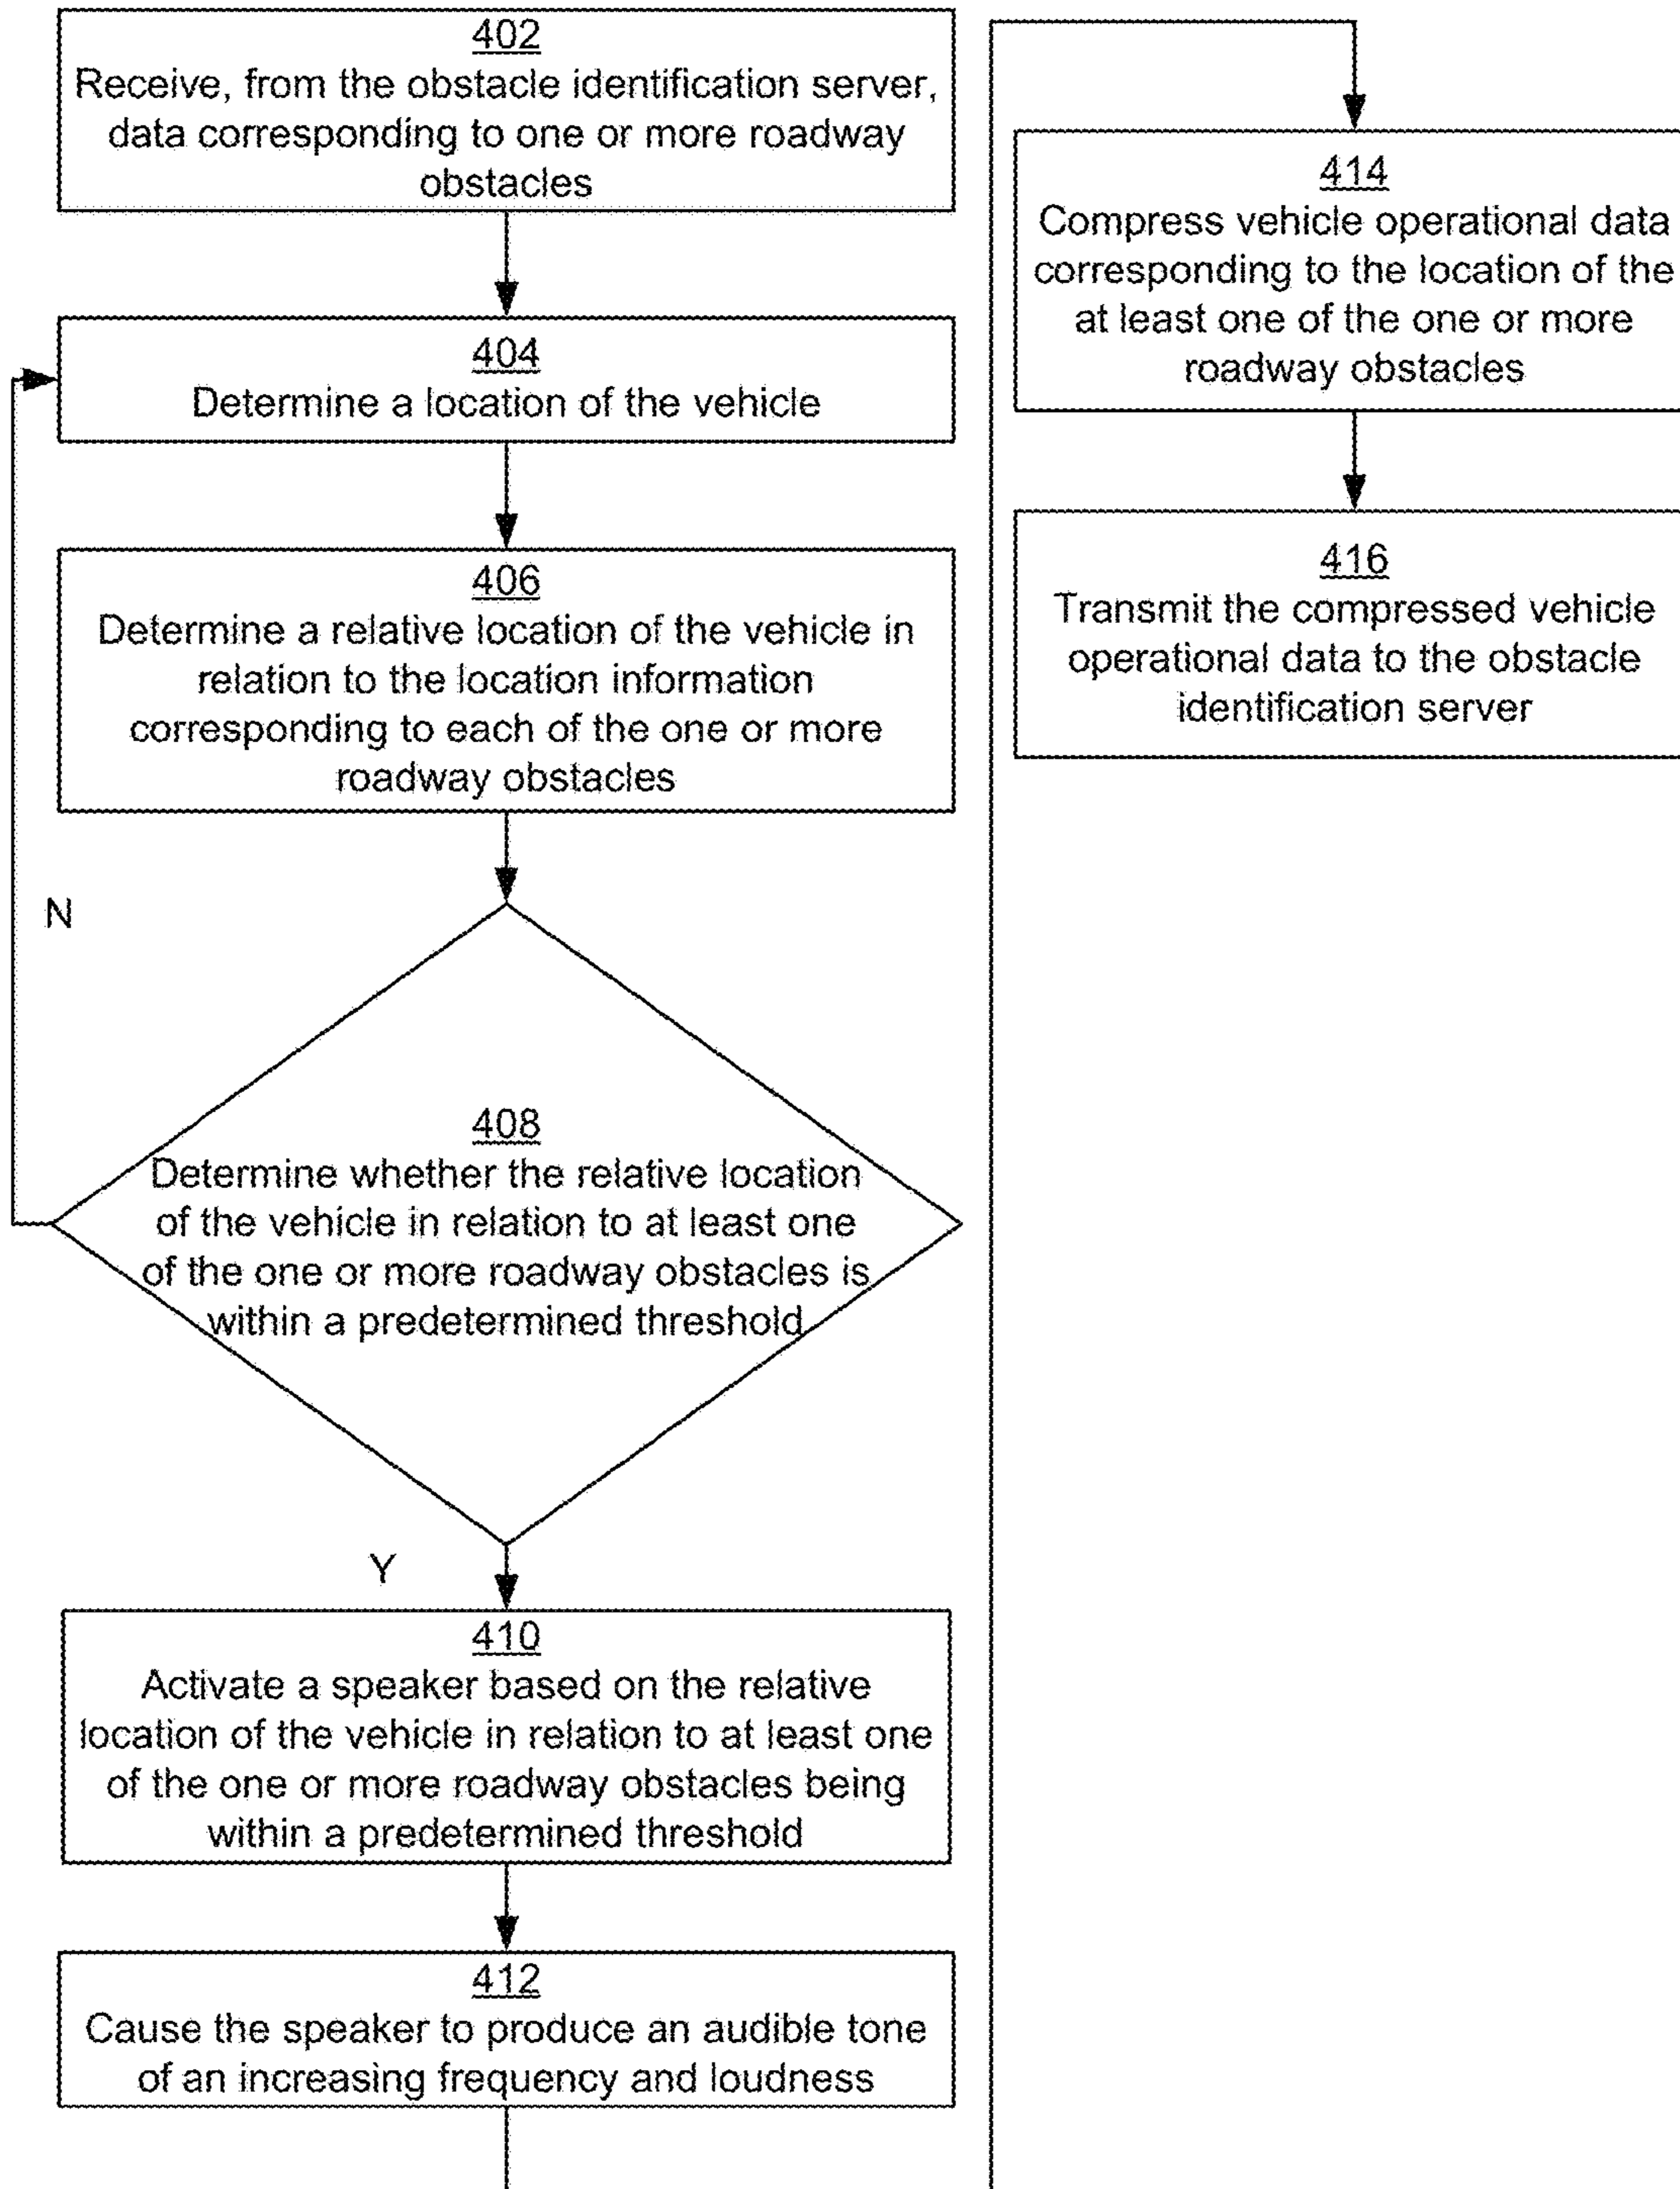 402
Receive, from the obstacle identification server,
data corresponding to one or more roadway
obstacles
404
Determine a location of the vehicle
406
Determine a relative location of the vehicle in
relation to the location information
corresponding to each of the one or more
roadway obstacles
N
408
Determine whether the relative location
of the vehicle in relation to at least one
of the one or more roadway obstacles is
within a predetermined threshold
Y
410
Activate a speaker based on the relative
location of the vehicle in relation to at least one
of the one or more roadway obstacles being
within a predetermined threshold
412
Cause the speaker to produce an audible tone
of an increasing frequency and loudness
414
Compress vehicle operational data
corresponding to the location of the
at least one of the one or more
roadway obstacles
416
Transmit the compressed vehicle
operational data to the obstacle
identification server